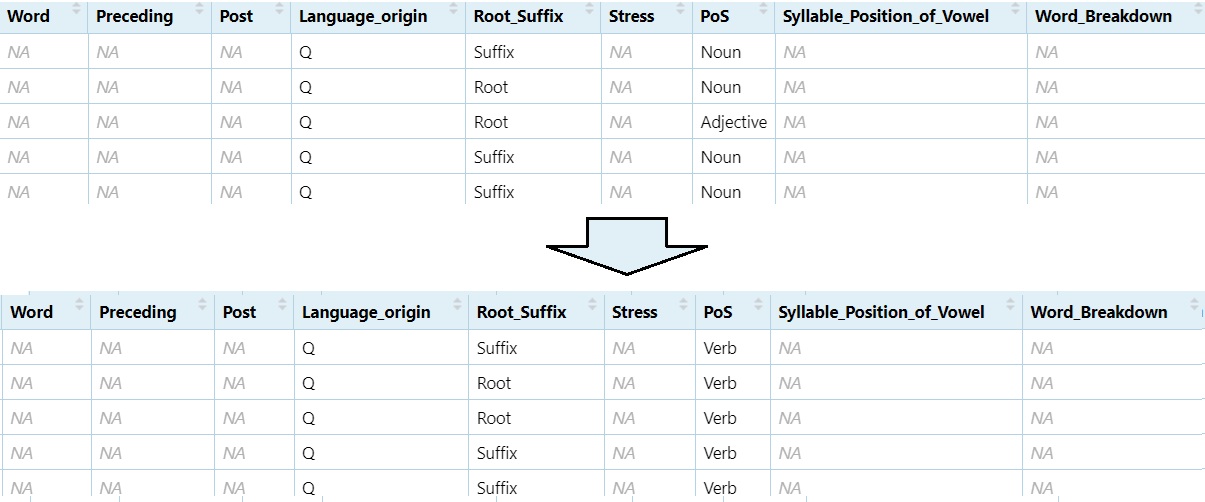 Word Preceding Post Language_origin Root_Suffix Stress PoS Syllable_Position_of_Vowel Word_Breakdown
NA NA NA Q Suffix NA Noun NA NA
NA NA NA Q Root NA Noun NA NA
NA NA NA Q Root NA Adjective NA NA
NA NA NA Q Suffix NA Noun NA NA
NA NA NA Q Suffix NA Noun NA NA
Word Preceding Post Language_origin Root_Suffix Stress PoS Syllable_Position_of_Vowel Word_Breakdown
NA NA NA Q Suffix NA Verb NA NA
NA NA NA Q Root NA Verb NA NA
NA NA NA Q Root NA Verb NA NA
NA NA NA Q Suffix NA Verb NA NA
NA NA NA Q Suffix NA Verb NA NA